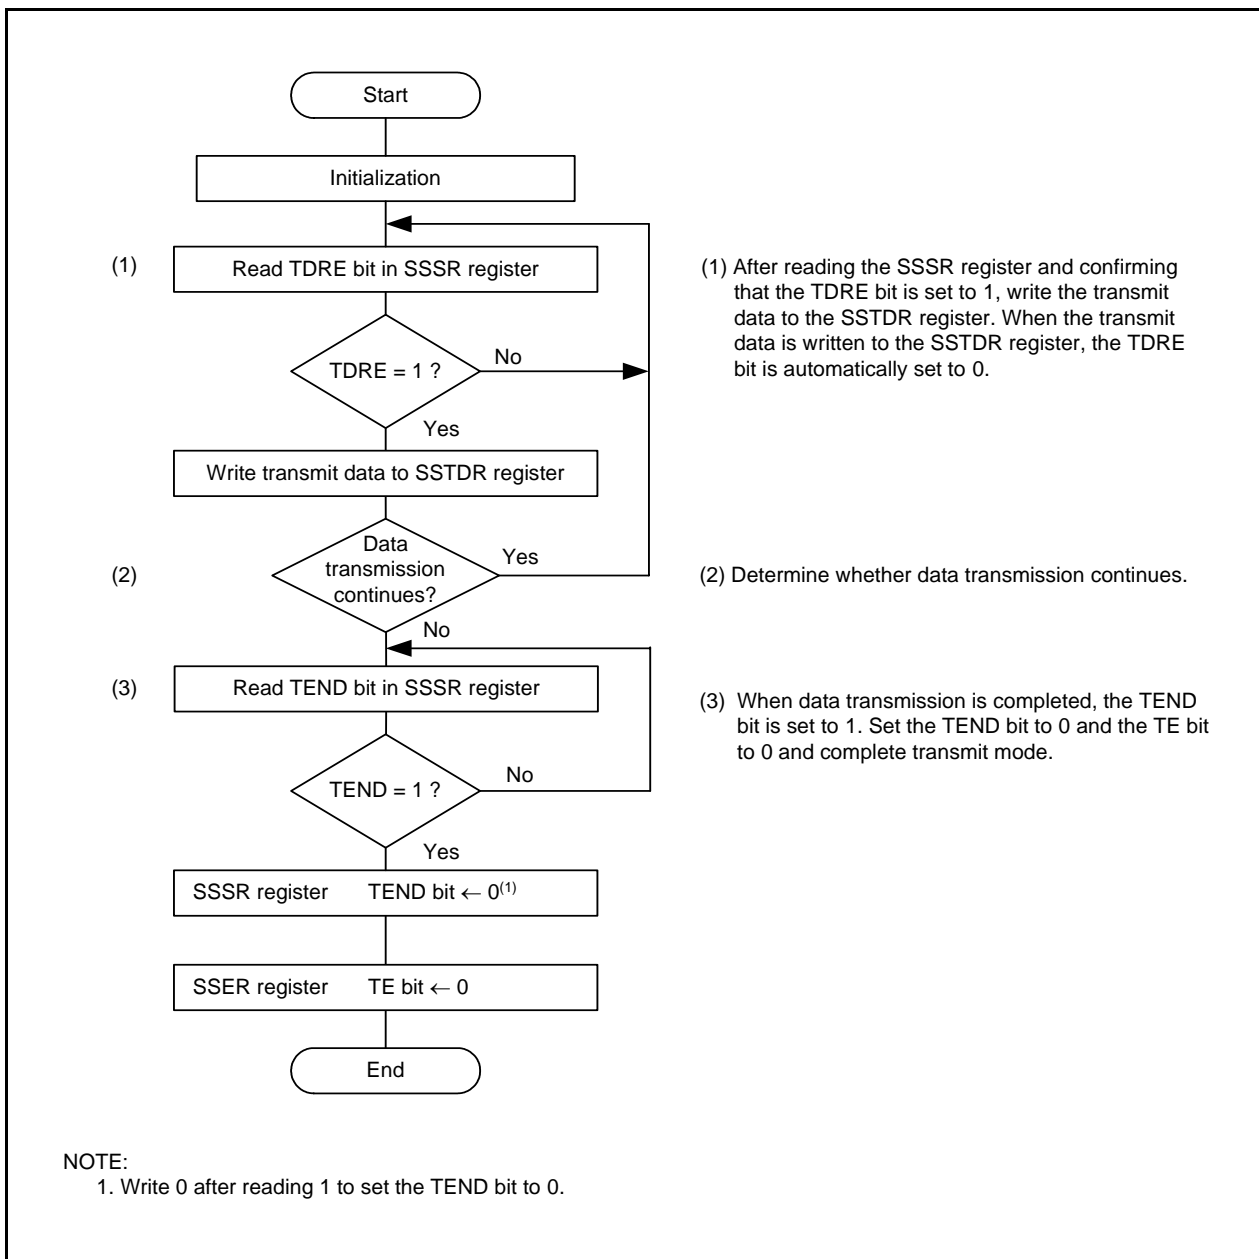 Start
Initialization
(1)
Read TDRE bit in SSSR register
(1) After reading the SSSR register and confirming
that the TDRE bit is set to 1, write the transmit
data to the SSTDR register. When the transmit
data is written to the SSTDR register, the TDRE
bit is automatically set to 0.
TDRE = 1 ?
No
Yes
Write transmit data to SSTDR register
(2)
Data
transmission
continues?
Yes
(2) Determine whether data transmission continues.
No
(3)
Read TEND bit in SSSR register
(3) When data transmission is completed, the TEND
bit is set to 1. Set the TEND bit to 0 and the TE bit
to 0 and complete transmit mode.
TEND = 1 ?
No
Yes
SSSR register TEND bit ← 0(1)
SSER register TE bit ← 0
End
NOTE:
1. Write 0 after reading 1 to set the TEND bit to 0.